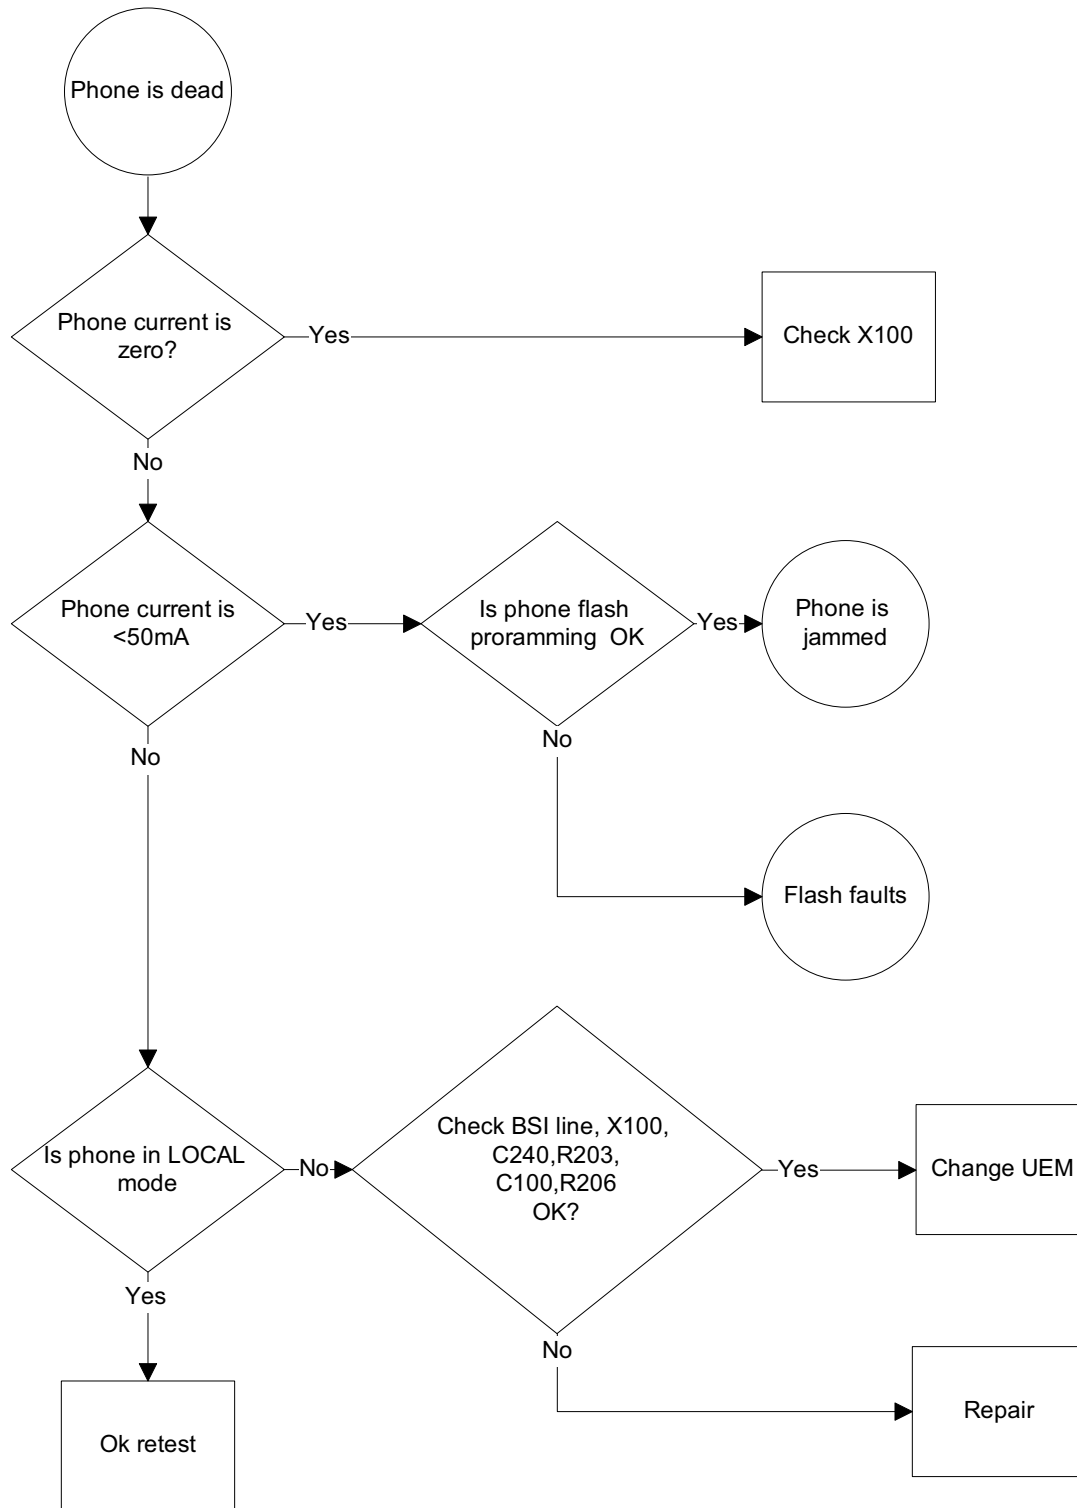 Phone is dead
Phone current is
zero?
Yes
Check X100
No
Phone current is
<50mA
Yes
Is phone flash
proramming  OK
Yes
Phone is
jammed
No
No
Flash faults
Is phone in LOCAL
mode
No
Check BSI line, X100,
C240,R203,
C100,R206
OK?
Yes
Change UEM
Yes
No
Ok retest
Repair